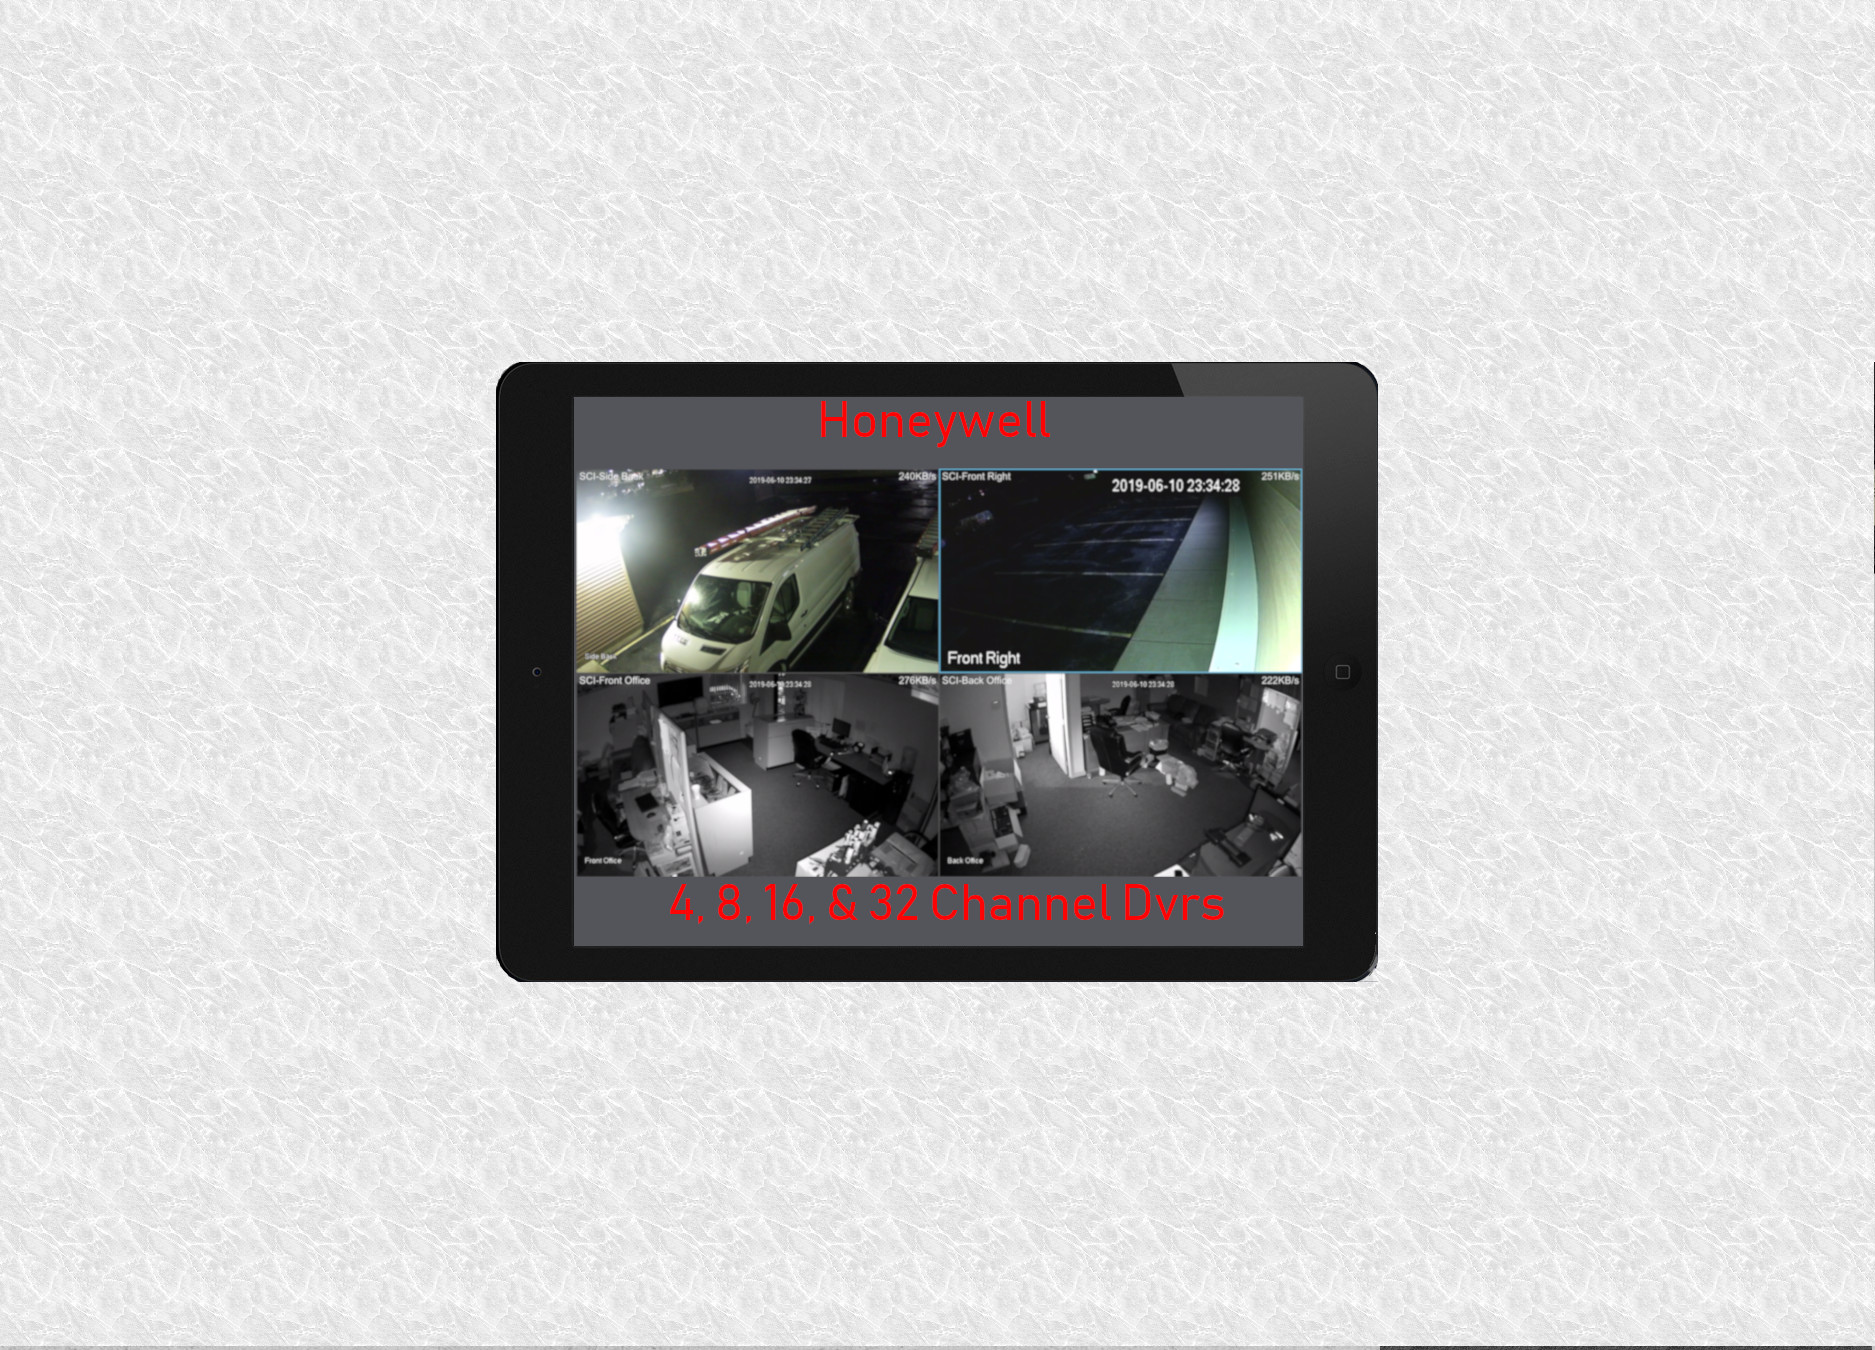 Honeywell
SCI-Side Back 2019-06-10 23:34:27 240KB/s
Side Back
SCI-Front Right 2019-06-10 23:34:28 251KB/s
Front Right
SCI-Front Office 2019-06-10 23:34:28 276KB/s
Front Office
SCI-Back Office 2019-06-10 23:34:28 222KB/s
Back Office
4, 8, 16, & 32 Channel Dvrs